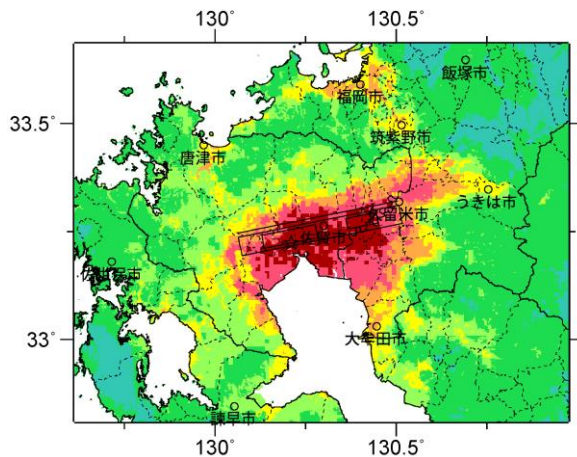 130°
130.5°
飯塚市
福岡市
33.5°
筑紫野市
唐津市
うきは市
久留米市
佐賀市
佐世保市
33°
大牟田市
諫早市
130°
130.5°